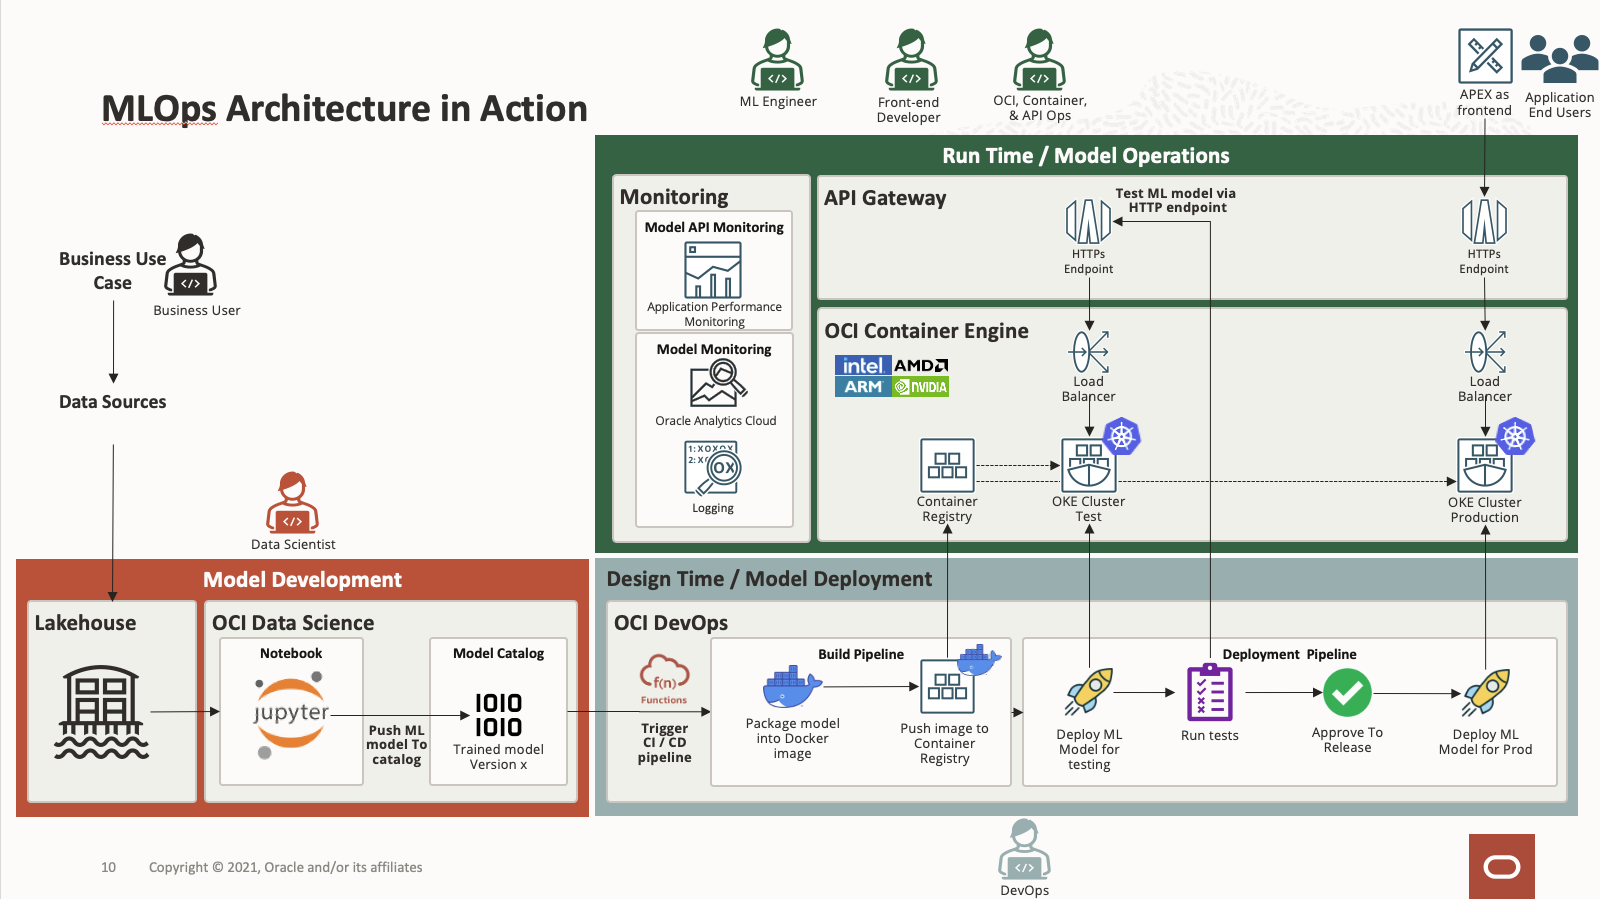 MLOps Architecture in Action
ML Engineer
Front-end
Developer
OCI, Container,
& API Ops
APEX as
frontend
Application
End Users
Business Use
Case
Business User
Data Sources
Data Scientist
Run Time / Model Operations
Monitoring
Model API Monitoring
Application Performance
Monitoring
Model Monitoring
Oracle Analytics Cloud
1: XOXOX
2: X
OX
Logging
API Gateway
Test ML model via
HTTP endpoint
HTTPs
Endpoint
HTTPs
Endpoint
OCI Container Engine
intel
AMD
ARM
NVIDIA
Load
Balancer
Load
Balancer
Container
Registry
OKE Cluster
Test
OKE Cluster
Production
Model Development
Lakehouse
OCI Data Science
Notebook
jupyter
Push ML
model To
catalog
Model Catalog
IOIO
IOIO
Trained model
Version x
Design Time / Model Deployment
OCI DevOps
f(n)
Functions
Trigger
CI / CD
pipeline
Build Pipeline
Package model
into Docker
image
Push image to
Container
Registry
Deployment Pipeline
Deploy ML
Model for
testing
Run tests
Approve To
Release
Deploy ML
Model for Prod
DevOps
10
Copyright © 2021, Oracle and/or its affiliates